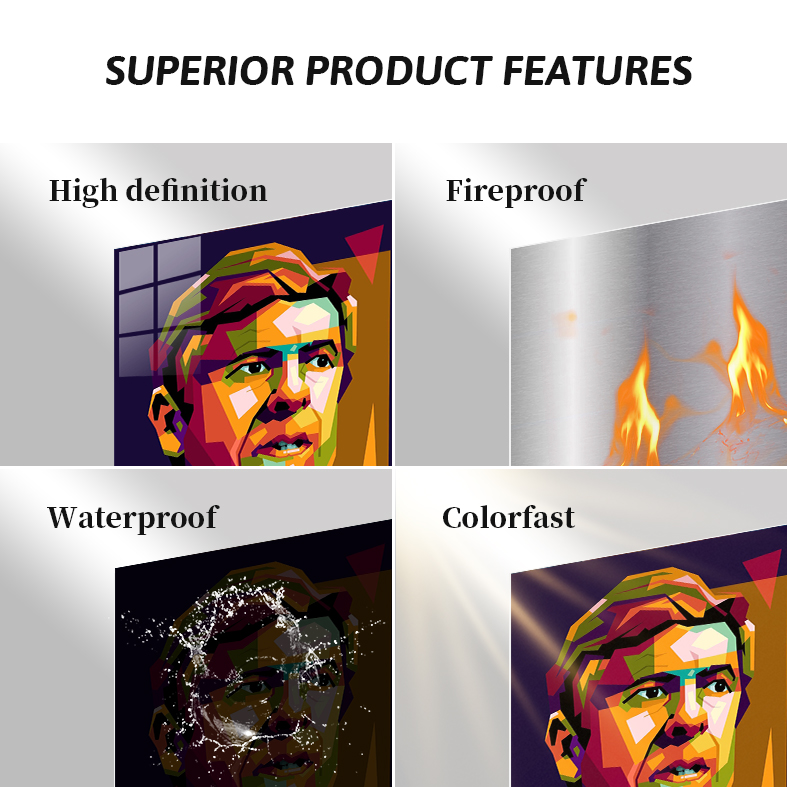 SUPERIOR PRODUCT FEATURES
High definition
Fireproof
Waterproof
Colorfast